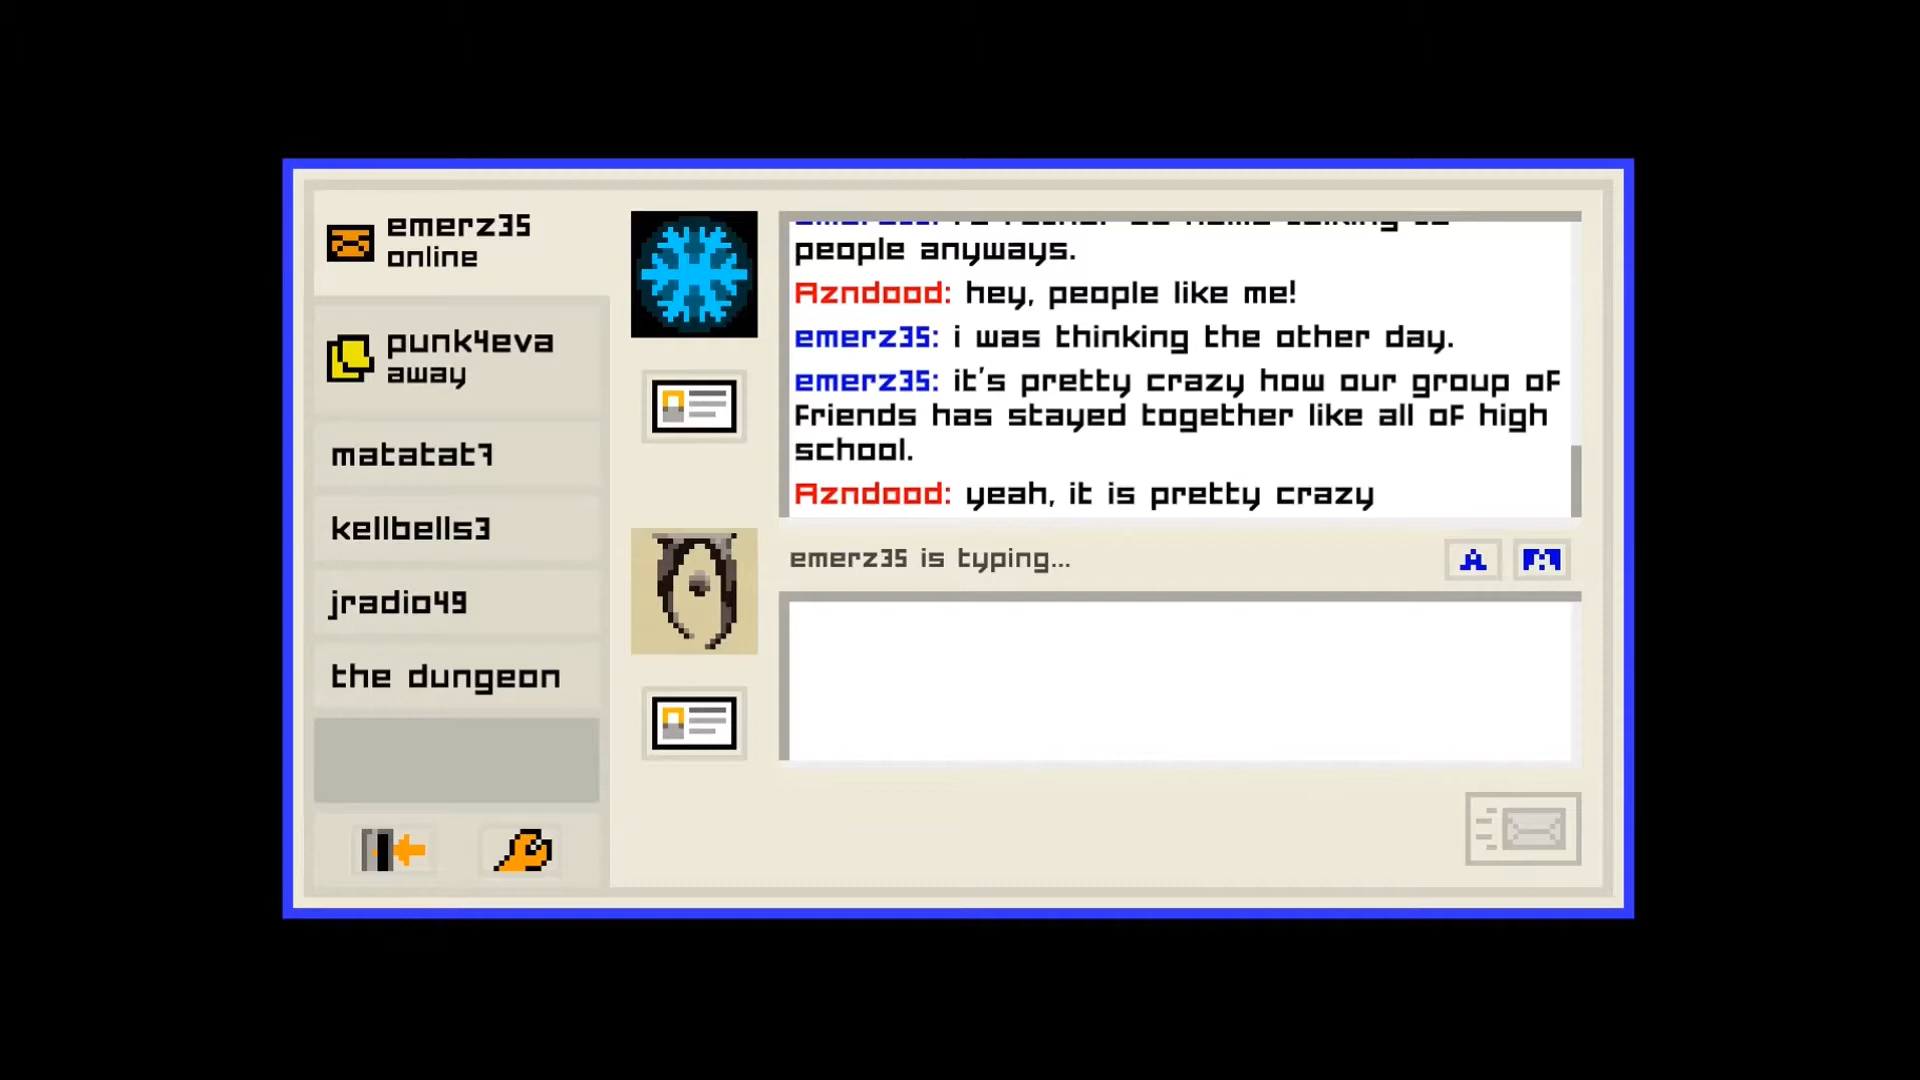 emerz35
online
punk4eva
away
matatat7
kellbells3
jradio49
the dungeon
people anyways.
Azndood: hey, people like me!
emerz35: i was thinking the other day.
emerz35: it's pretty crazy how our group of
friends has stayed together like all of high
school.
Azndood: yeah, it is pretty crazy
emerz35 is typing...
A